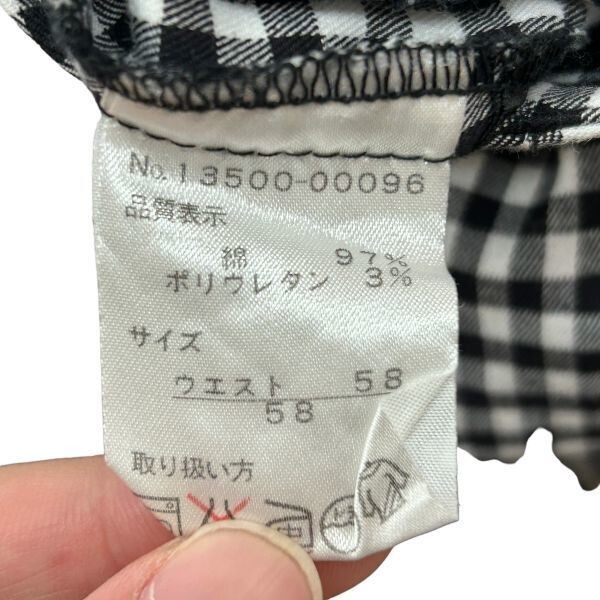 No.13500-00096
品質表示
綿 97%
ポリウレタン 3%
サイズ
ウエスト 58
58
取り扱い方